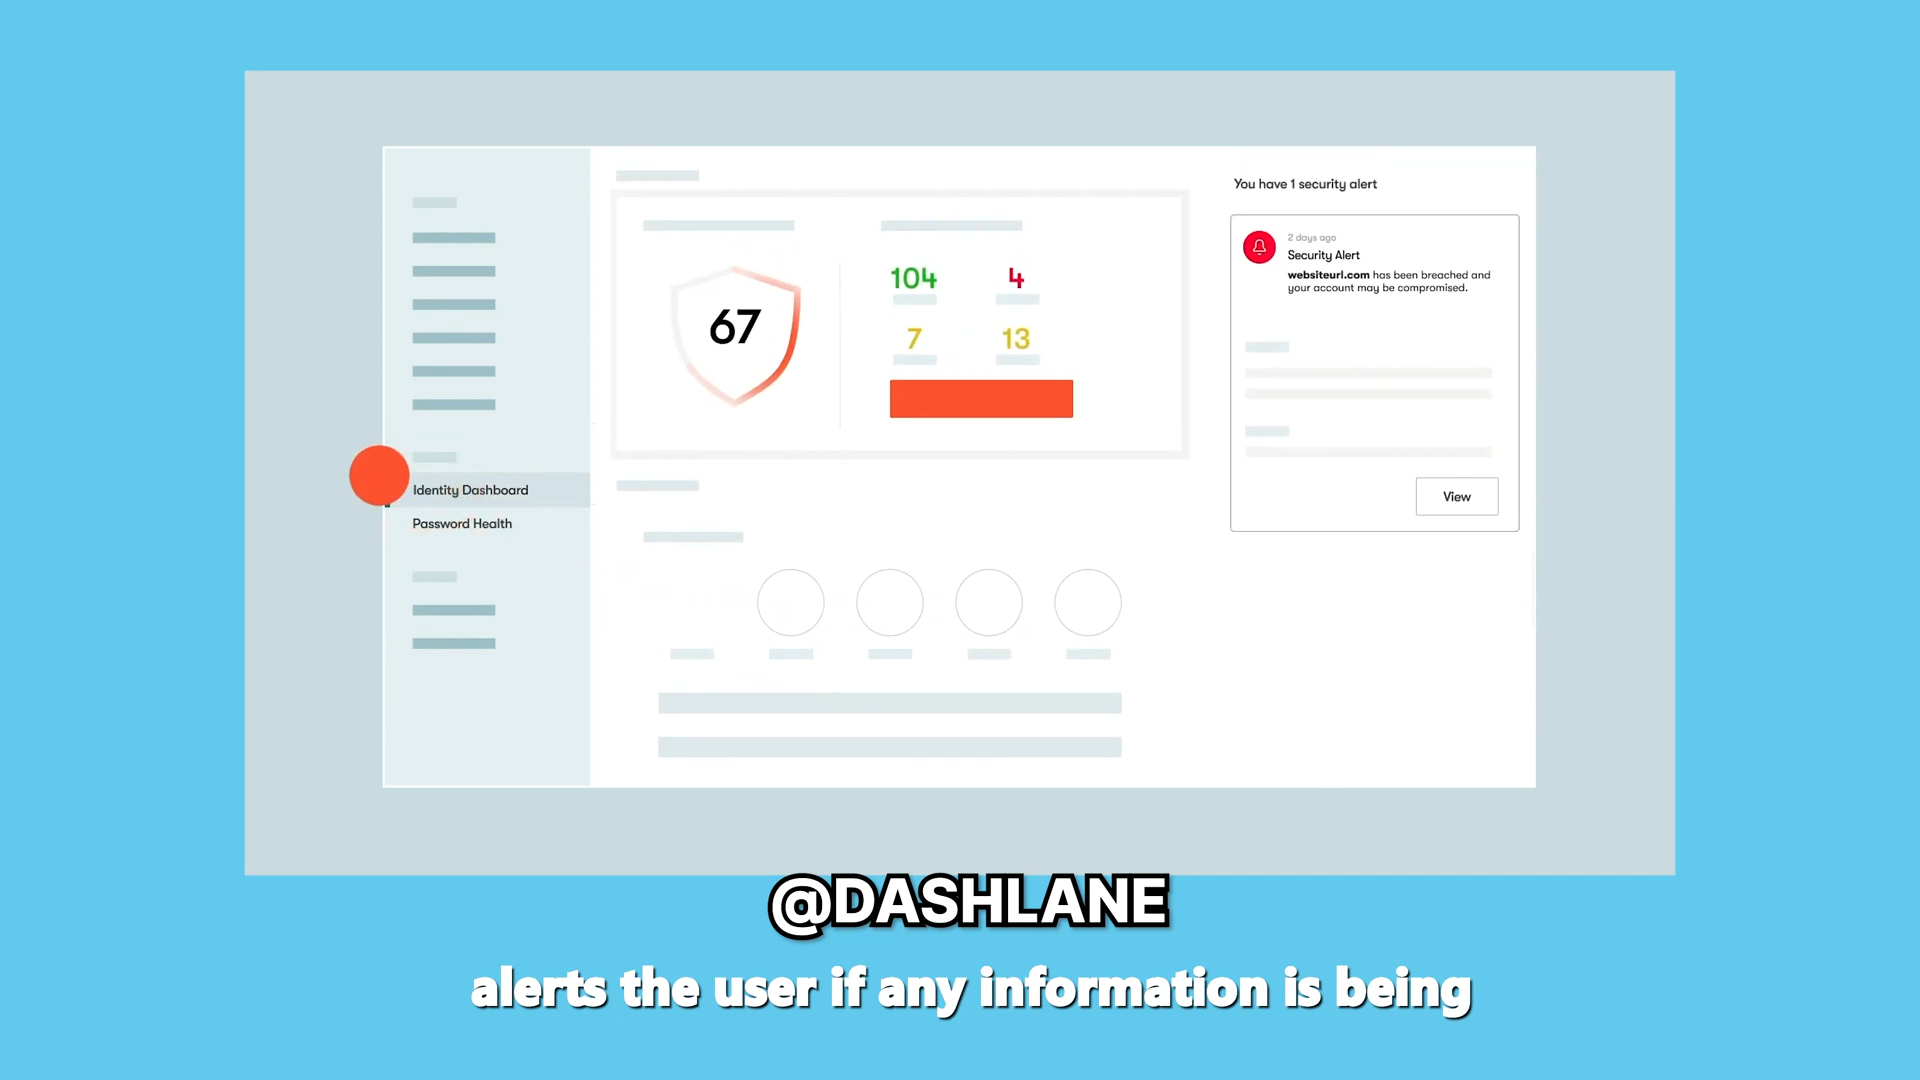 You have 1 security alert
2 days ago
Security Alert
websiteurl.com has been breached and
your account may be compromised.
View
104
4
67
7
13
Identity Dashboard
Password Health
@DASHLANE
alerts the user if any information is being